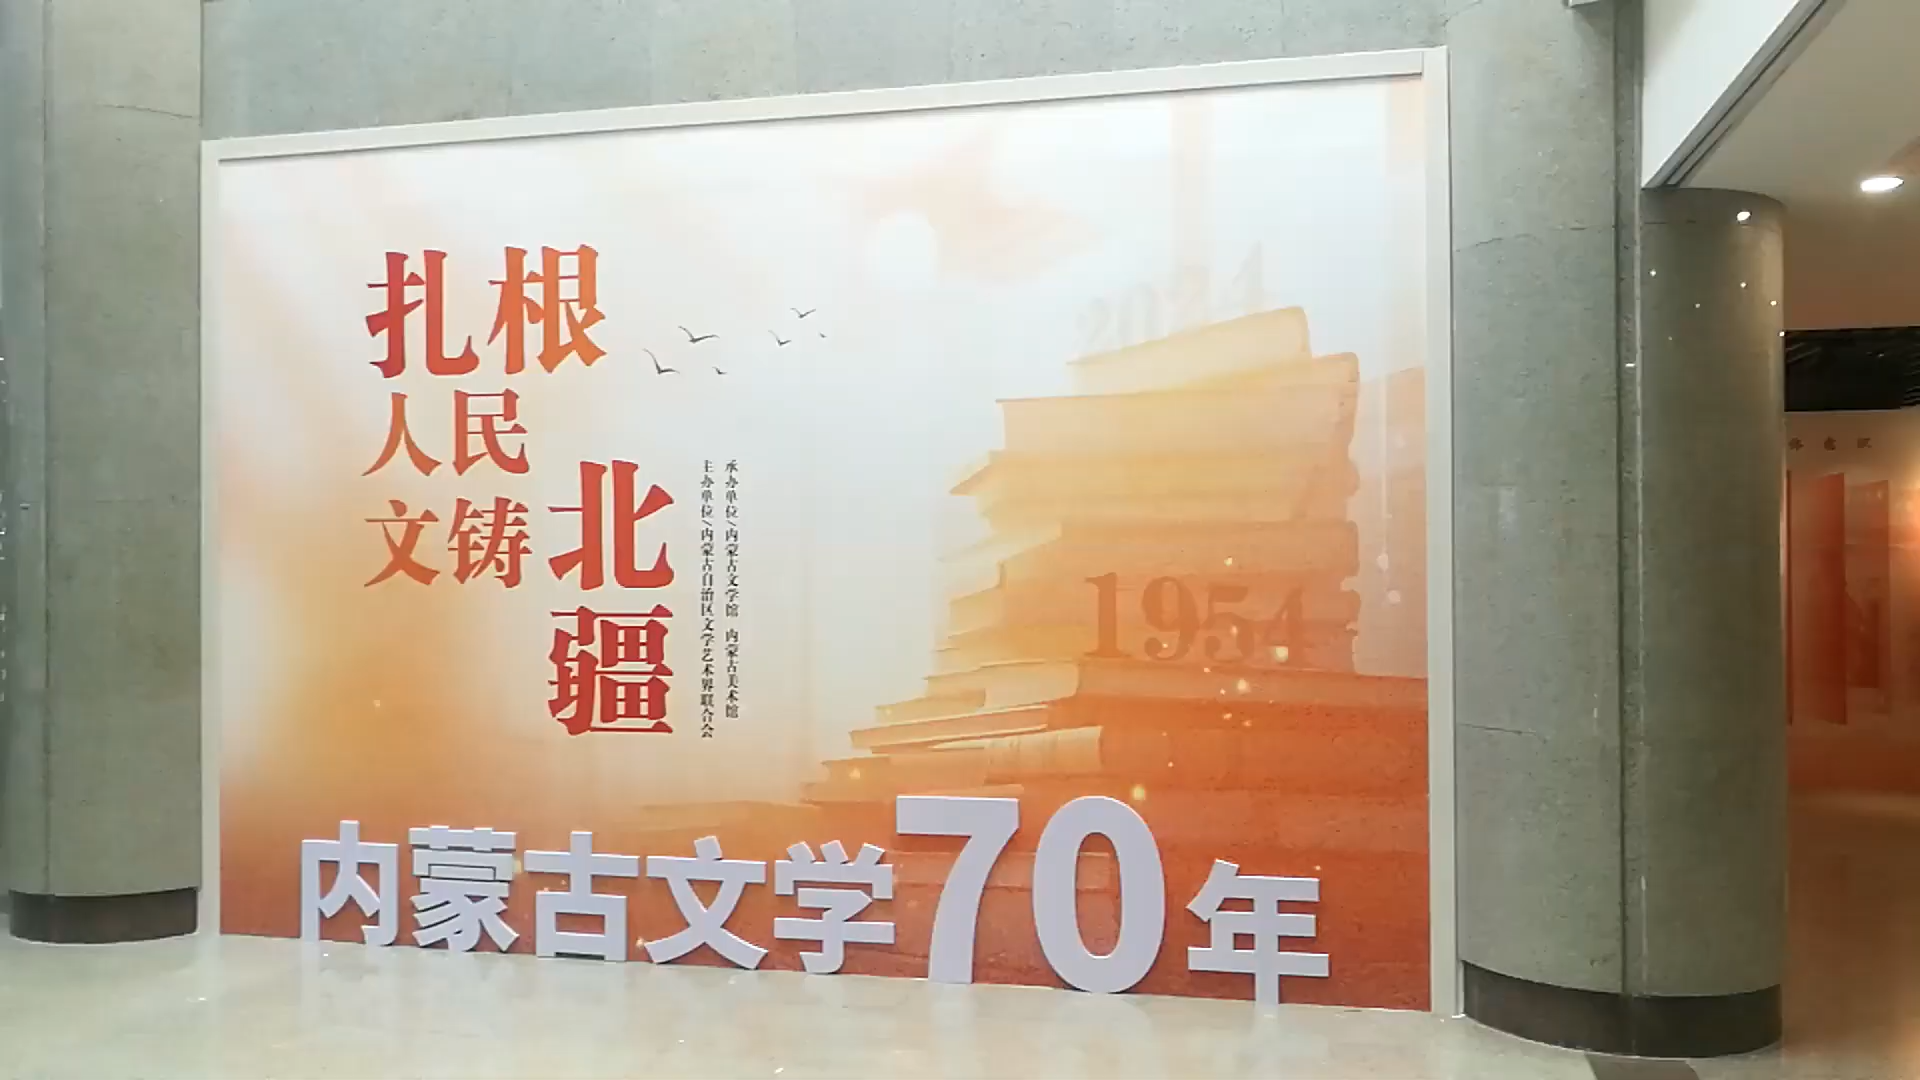 扎根
人民
文铸
北疆
承办单位/内蒙古文学馆 内蒙古美术馆
主办单位/内蒙古自治区文学艺术界联合会
2024
1954
内蒙古文学70年